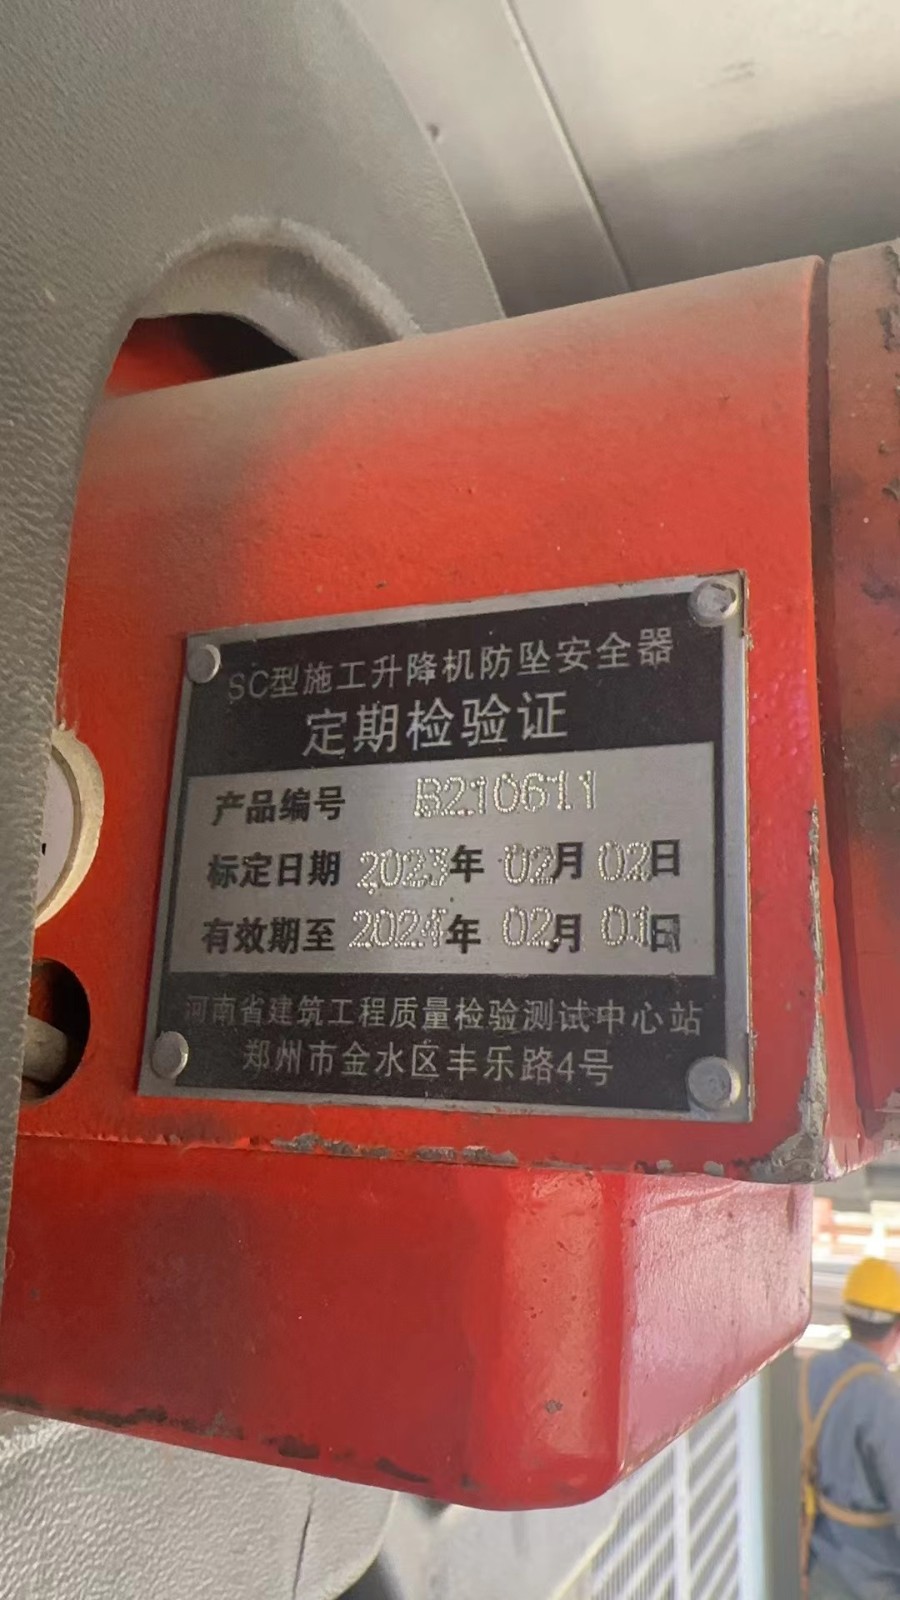 SC型施工升降机防坠安全器
定期检验证
产品编号 B210611
标定日期 2023年 02月 02日
有效期至 2024年 02月 01日
河南省建筑工程质量检验测试中心站
郑州市金水区丰乐路4号